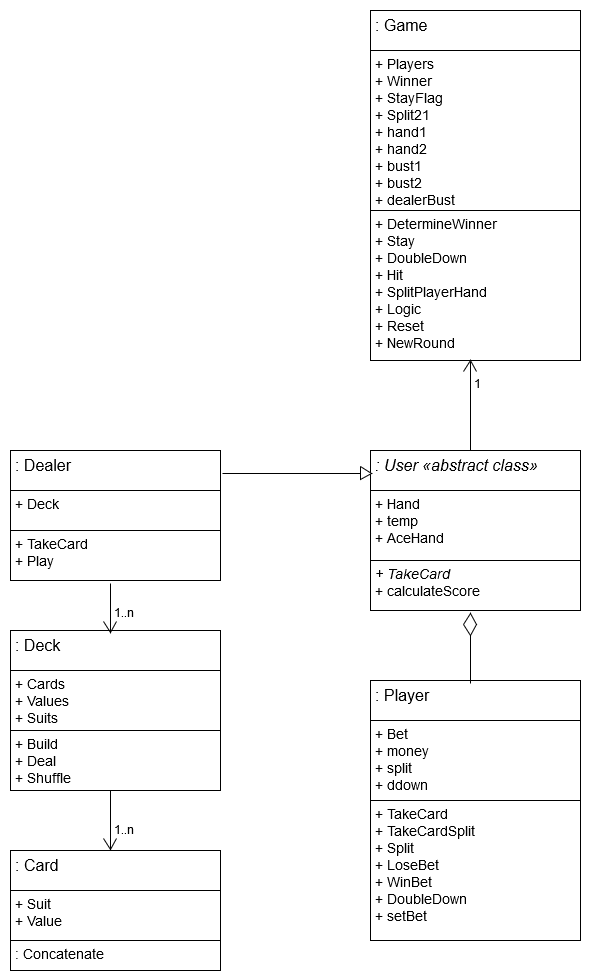 : Game
+ Players
+ Winner
+ StayFlag
+ Split21
+ hand1
+ hand2
+ bust1
+ bust2
+ dealerBust
+ DetermineWinner
+ Stay
+ DoubleDown
+ Hit
+ SplitPlayerHand
+ Logic
+ Reset
+ NewRound
1
: Dealer
+ Deck
+ TakeCard
+ Play
: User «abstract class»
+ Hand
+ temp
+ AceHand
+ TakeCard
+ calculateScore
1..n
: Deck
+ Cards
+ Values
+ Suits
+ Build
+ Deal
+ Shuffle
: Player
+ Bet
+ money
+ split
+ ddown
+ TakeCard
+ TakeCardSplit
+ Split
+ LoseBet
+ WinBet
+ DoubleDown
+ setBet
1..n
: Card
+ Suit
+ Value
: Concatenate